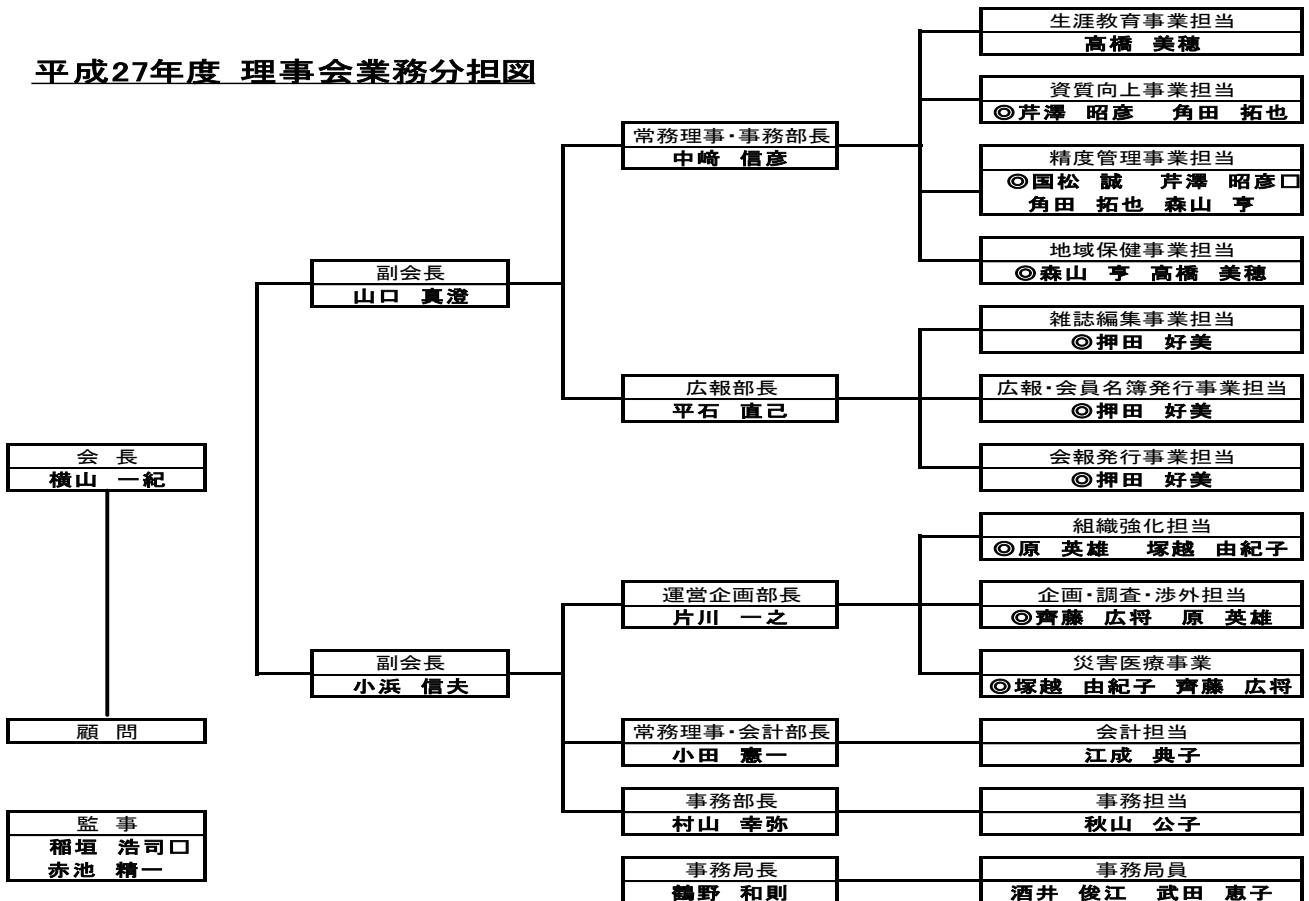 平成27年度 理事会業務分担図
会 長
横山 一紀
顧 問
監 事
稲垣 浩司口
赤池 精一
副会長
山口 真澄
副会長
小浜 信夫
常務理事・事務部長
中崎 信彦
広報部長
平石 直己
運営企画部長
片川 一之
常務理事・会計部長
小田 憲一
事務部長
村山 幸弥
事務局長
鶴野 和則
生涯教育事業担当
高橋 美穂
資質向上事業担当
◎芹澤 昭彦 角田 拓也
精度管理事業担当
◎国松 誠 芹澤 昭彦口
角田 拓也 森山 亨
地域保健事業担当
◎森山 亨 高橋 美穂
雑誌編集事業担当
◎押田 好美
広報・会員名簿発行事業担当
◎押田 好美
会報発行事業担当
◎押田 好美
組織強化担当
◎原 英雄 塚越 由紀子
企画・調査・渉外担当
◎齊藤 広将 原 英雄
災害医療事業
◎塚越 由紀子 齊藤 広将
会計担当
江成 典子
事務担当
秋山 公子
事務局員
酒井 俊江 武田 恵子